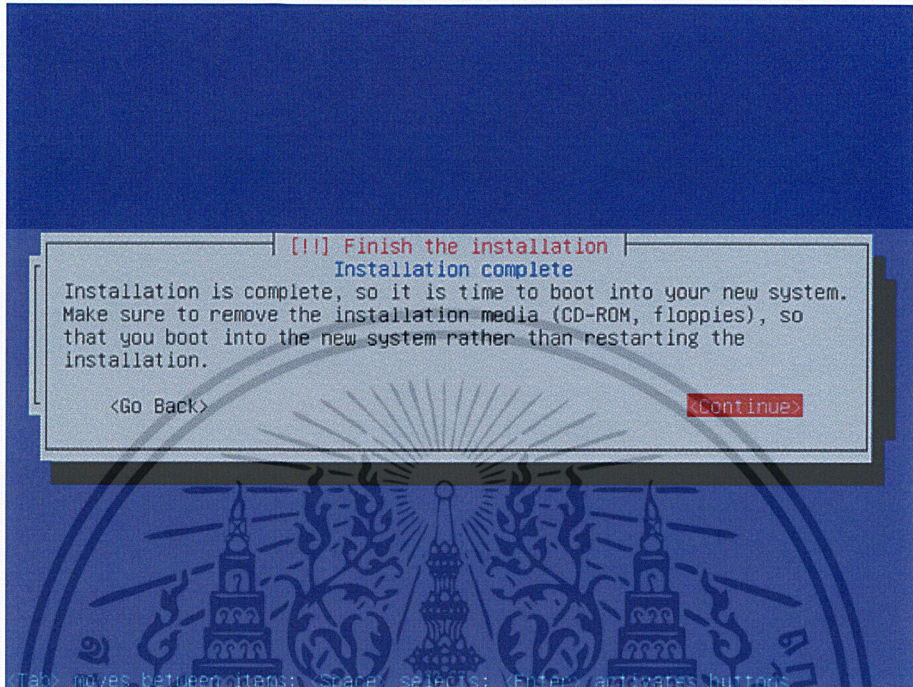 [!!] Finish the installation
Installation complete
Installation is complete, so it is time to boot into your new system.
Make sure to remove the installation media (CD-ROM, floppies), so
that you boot into the new system rather than restarting the
installation.
<Go Back> <Continue>
<Tab> moves between items; <Space> selects; <Enter> activates buttons